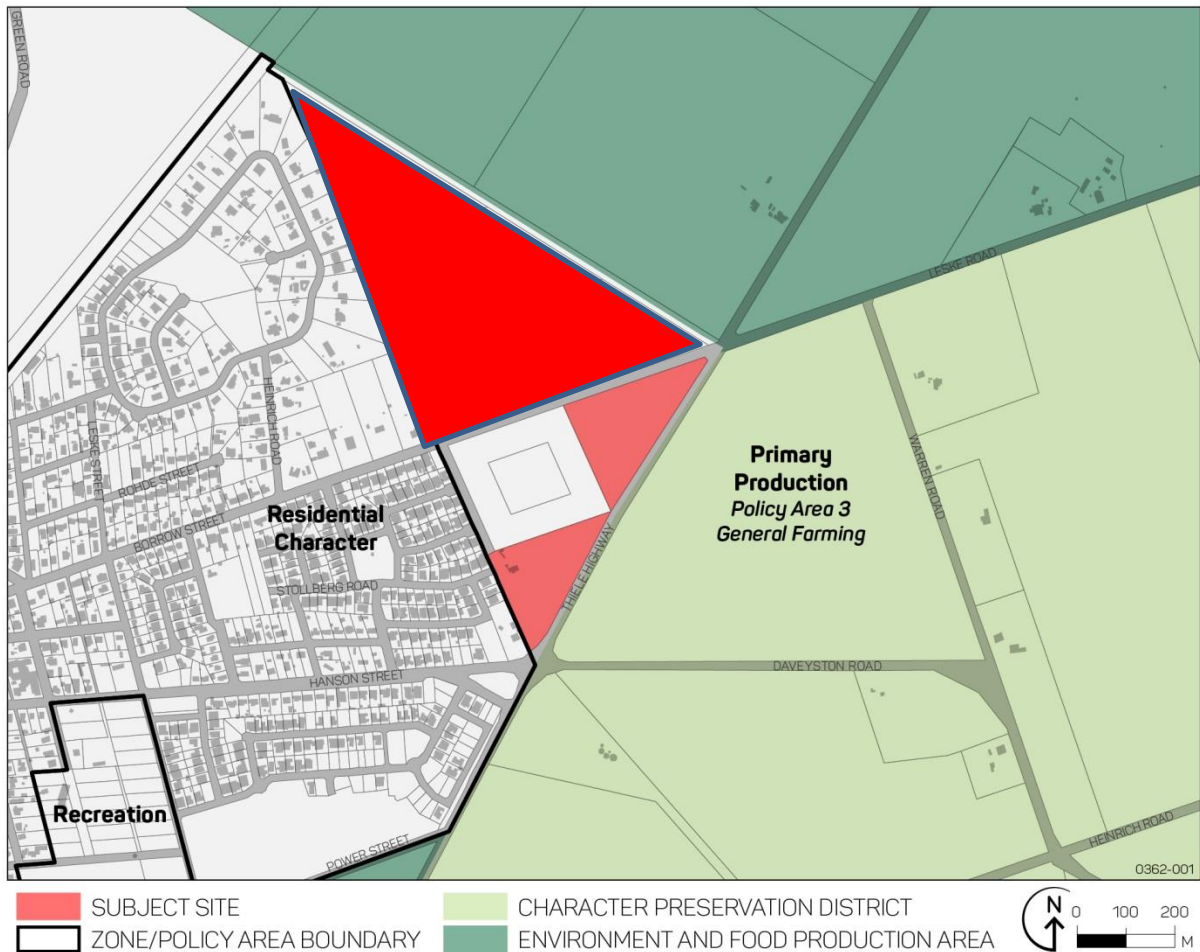 GREEN ROAD
LESKE ROAD
HEINRICH ROAD
LESKE STREET
ROHDE STREET
BORROW STREET
Residential
Character
STOLLBERG ROAD
THIELE HIGHWAY
Primary
Production
Policy Area 3
General Farming
WARREN ROAD
DAVEYSTON ROAD
HANSON STREET
Recreation
POWER STREET
HEINRICH ROAD
0362-001
SUBJECT SITE
CHARACTER PRESERVATION DISTRICT
ZONE/POLICY AREA BOUNDARY
ENVIRONMENT AND FOOD PRODUCTION AREA
N
0 100 200
M